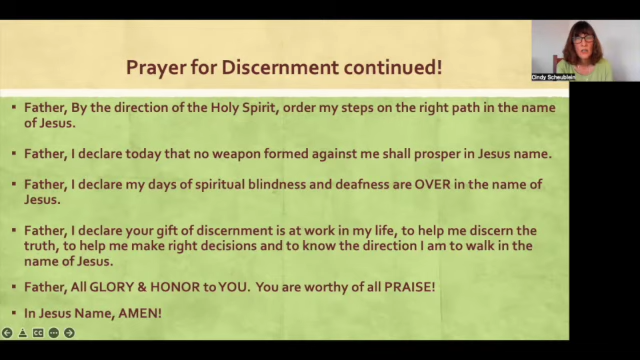 Prayer for Discernment continued!
Cindy Scheublein
▪ Father, By the direction of the Holy Spirit, order my steps on the right path in the name
of Jesus.
▪ Father, I declare today that no weapon formed against me shall prosper in Jesus name.
▪ Father, I declare my days of spiritual blindness and deafness are OVER in the name of
Jesus.
▪ Father, I declare your gift of discernment is at work in my life, to help me discern the
truth, to help me make right decisions and to know the direction I am to walk in the
name of Jesus.
▪ Father, All GLORY & HONOR to YOU. You are worthy of all PRAISE!
▪ In Jesus Name, AMEN!
CC